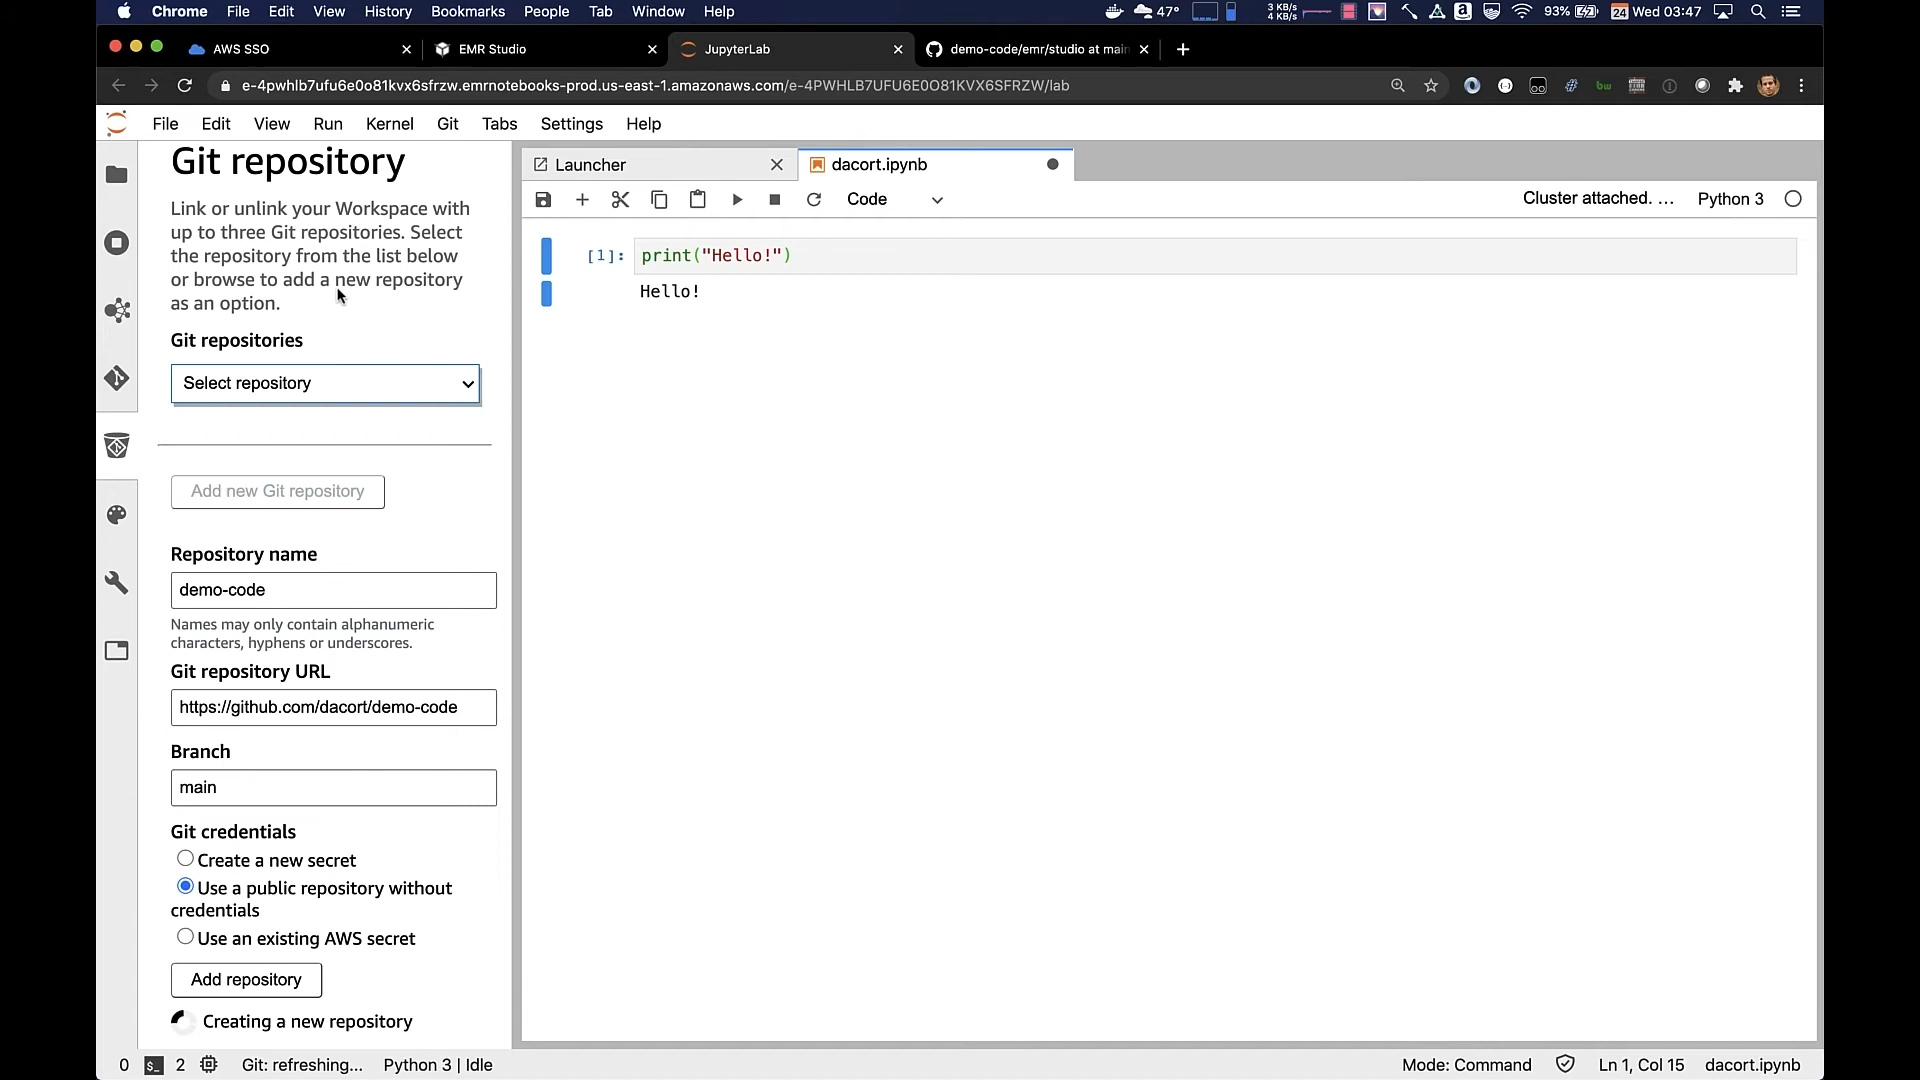 Chrome File Edit View History Bookmarks People Tab Window Help 47° 3 KB/s 4 KB/s 93% 24 Wed 03:47
AWS SSO EMR Studio JupyterLab demo-code/emr/studio at main
e-4pwhlb7ufu6e0o81kvx6sfrzw.emrnotebooks-prod.us-east-1.amazonaws.com/e-4PWHLB7UFU6E0O81KVX6SFRZW/lab
File Edit View Run Kernel Git Tabs Settings Help
Git repository
Link or unlink your Workspace with
up to three Git repositories. Select
the repository from the list below
or browse to add a new repository
as an option.
Git repositories
Select repository
Add new Git repository
Repository name
demo-code
Names may only contain alphanumeric
characters, hyphens or underscores.
Git repository URL
https://github.com/dacort/demo-code
Branch
main
Git credentials
Create a new secret
Use a public repository without
credentials
Use an existing AWS secret
Add repository
Creating a new repository
Launcher dacort.ipynb
Code Cluster attached. ... Python 3
[1]: print("Hello!")
Hello!
0 $_ 2 Git: refreshing... Python 3 | Idle Mode: Command Ln 1, Col 15 dacort.ipynb